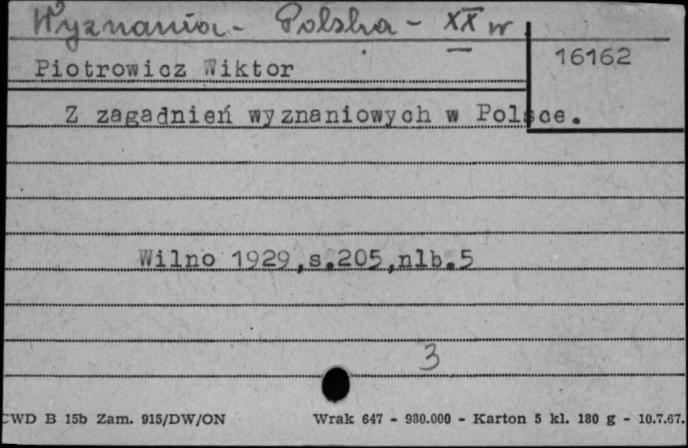 Wyznania - Polska - XX w
16162
Piotrowicz Wiktor
Z zagadnień wyznaniowych w Polsce.
Wilno 1929,s.205,nlb.5
3
CWD B 15b Zam. 915/DW/ON Wrak 647 - 980.000 - Karton 5 kl. 180 g - 10.7.67.